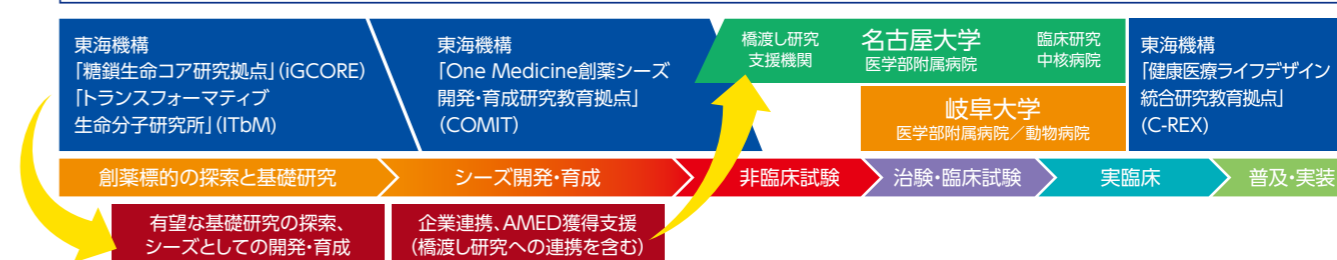 東海機構
「糖鎖生命コア研究拠点」(iGCORE)
「トランスフォーマティブ
生命分子研究所」(ITbM)
東海機構
「One Medicine創薬シーズ
開発・育成研究教育拠点」
(COMIT)
橋渡し研究
支援機関
名古屋大学
医学部附属病院
臨床研究
中核病院
岐阜大学
医学部附属病院／動物病院
東海機構
「健康医療ライフデザイン
統合研究教育拠点」
(C-REX)
創薬標的の探索と基礎研究
シーズ開発・育成
非臨床試験
治験・臨床試験
実臨床
普及・実装
有望な基礎研究の探索、
シーズとしての開発・育成
企業連携、AMED獲得支援
(橋渡し研究への連携を含む)